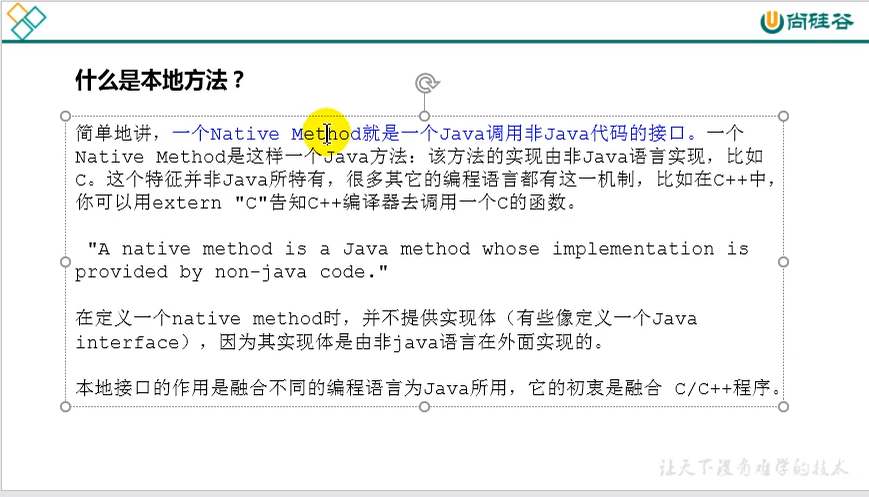 尚硅谷
什么是本地方法？
简单地讲，一个Native Method就是一个Java调用非Java代码的接口。一个
Native Method是这样一个Java方法：该方法的实现由非Java语言实现，比如
C。这个特征并非Java所特有，很多其它的编程语言都有这一机制，比如在C++中，
你可以用extern "C"告知C++编译器去调用一个C的函数。
"A native method is a Java method whose implementation is
provided by non-java code."
在定义一个native method时，并不提供实现体（有些像定义一个Java
interface），因为其实现体是由非java语言在外面实现的。
本地接口的作用是融合不同的编程语言为Java所用，它的初衷是融合 C/C++程序。
让天下没有难学的技术